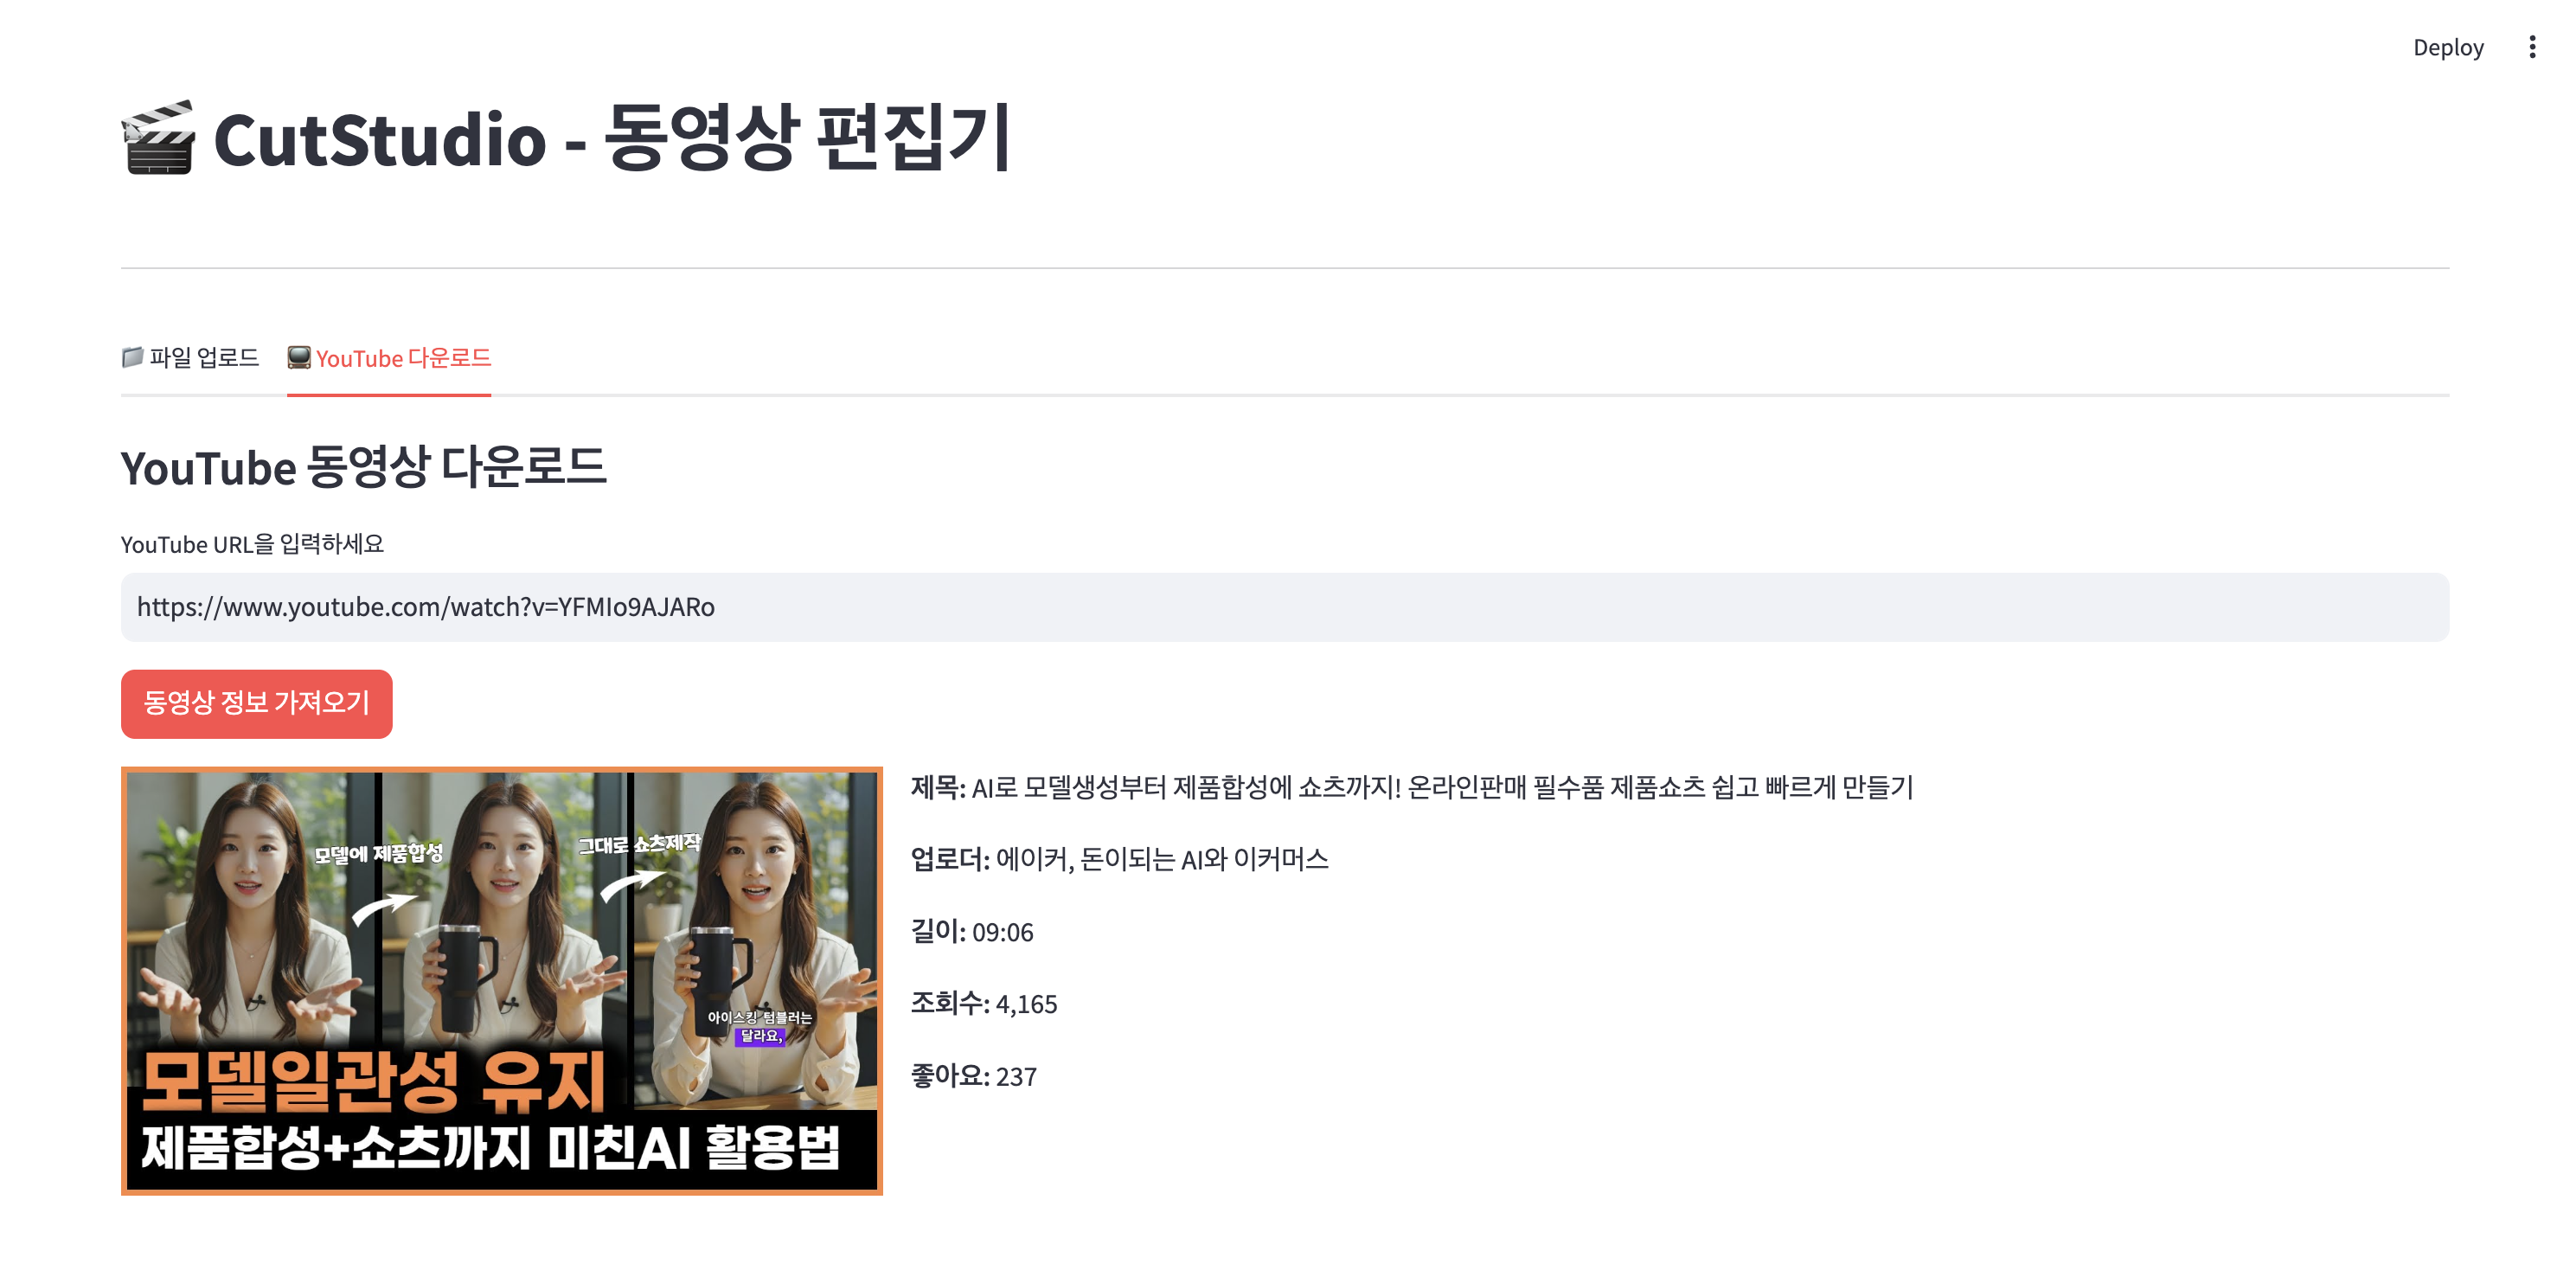 Deploy
CutStudio - 동영상 편집기
파일 업로드
YouTube 다운로드
YouTube 동영상 다운로드
YouTube URL을 입력하세요
https://www.youtube.com/watch?v=YFMIo9AJARo
동영상 정보 가져오기
모델에 제품합성
그대로 쇼츠제작
아이스킹 텀블러는
달라요,
모델일관성 유지
제품합성+쇼츠까지 미친AI 활용법
제목: AI로 모델생성부터 제품합성에 쇼츠까지! 온라인판매 필수품 제품쇼츠 쉽고 빠르게 만들기
업로더: 에이커, 돈이되는 AI와 이커머스
길이: 09:06
조회수: 4,165
좋아요: 237